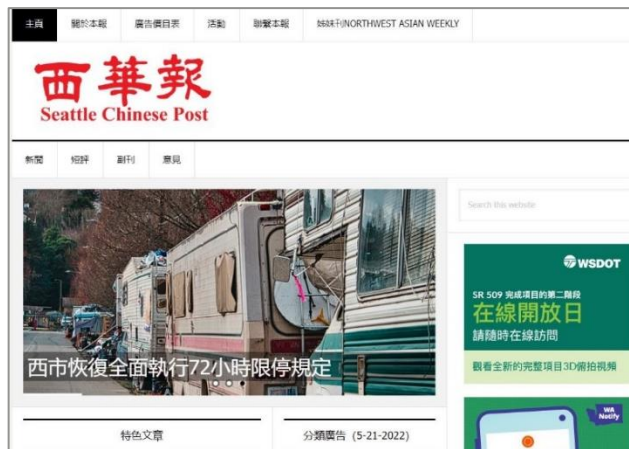 主頁 關於本報 廣告價目表 活動 聯繫本報 姊妹刊NORTHWEST ASIAN WEEKLY
西華報
Seattle Chinese Post
新聞 短評 副刊 意見
Search this website
WSDOT
SR 509 完成項目的第二階段
在線開放日
請隨時在線訪問
觀看全新的完整項目3D俯拍視頻
西市恢復全面執行72小時限停規定
特色文章
分類廣告 (5-21-2022)
WA
Notify